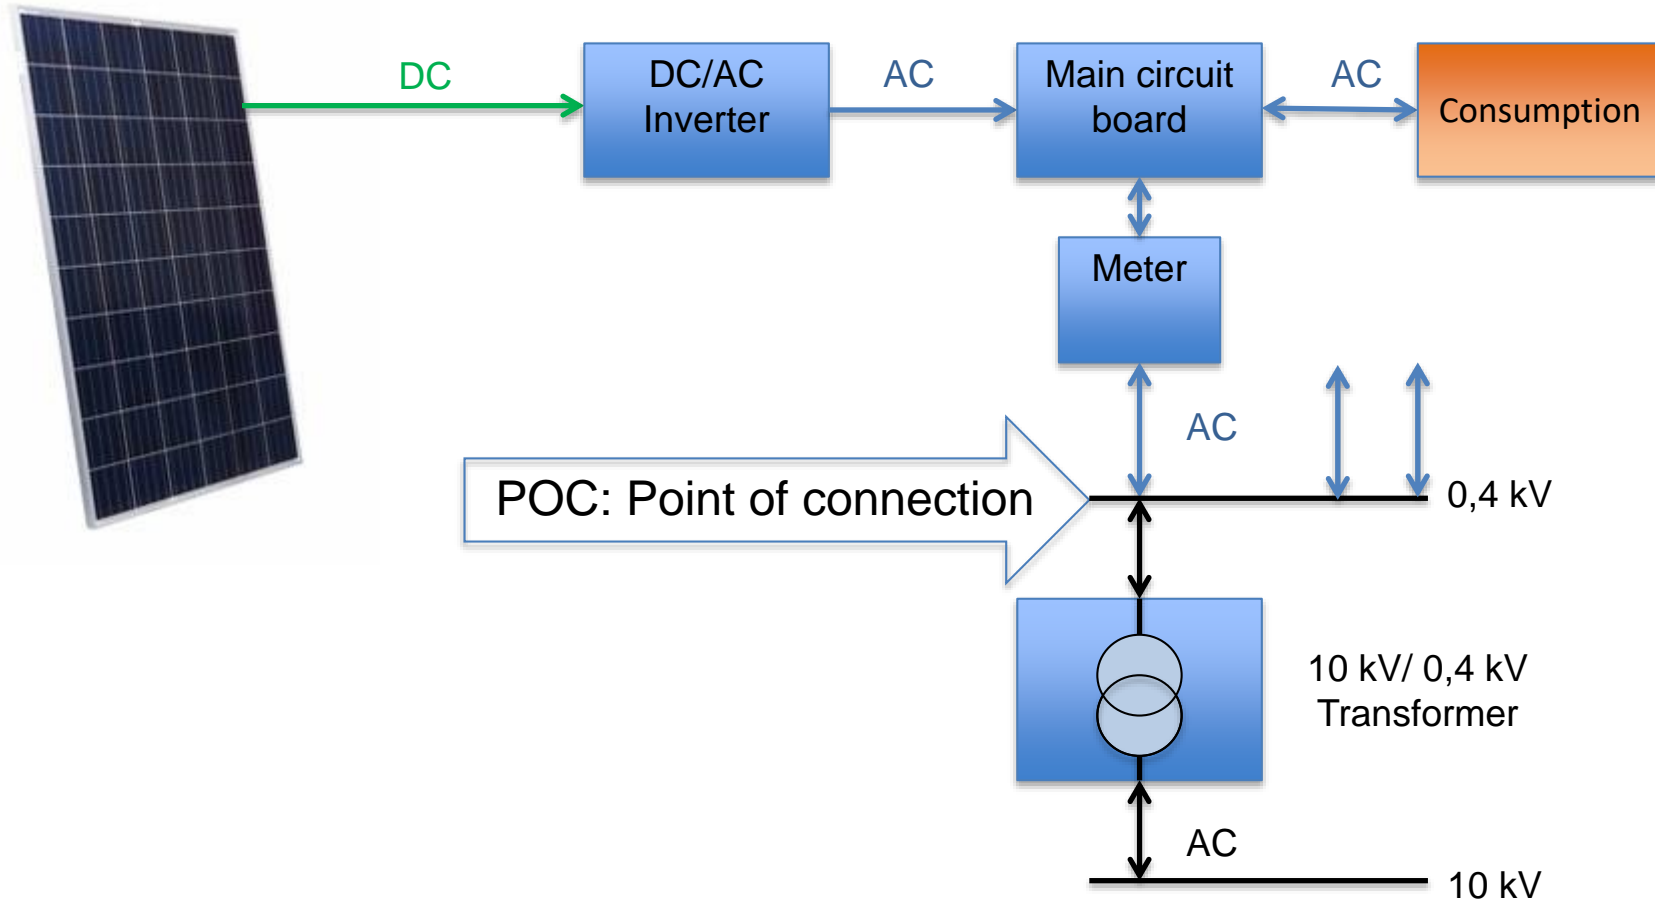 DC
DC/AC
Inverter
AC
Main circuit
board
AC
Consumption
Meter
AC
POC: Point of connection
0,4 kV
10 kV/ 0,4 kV
Transformer
AC
10 kV